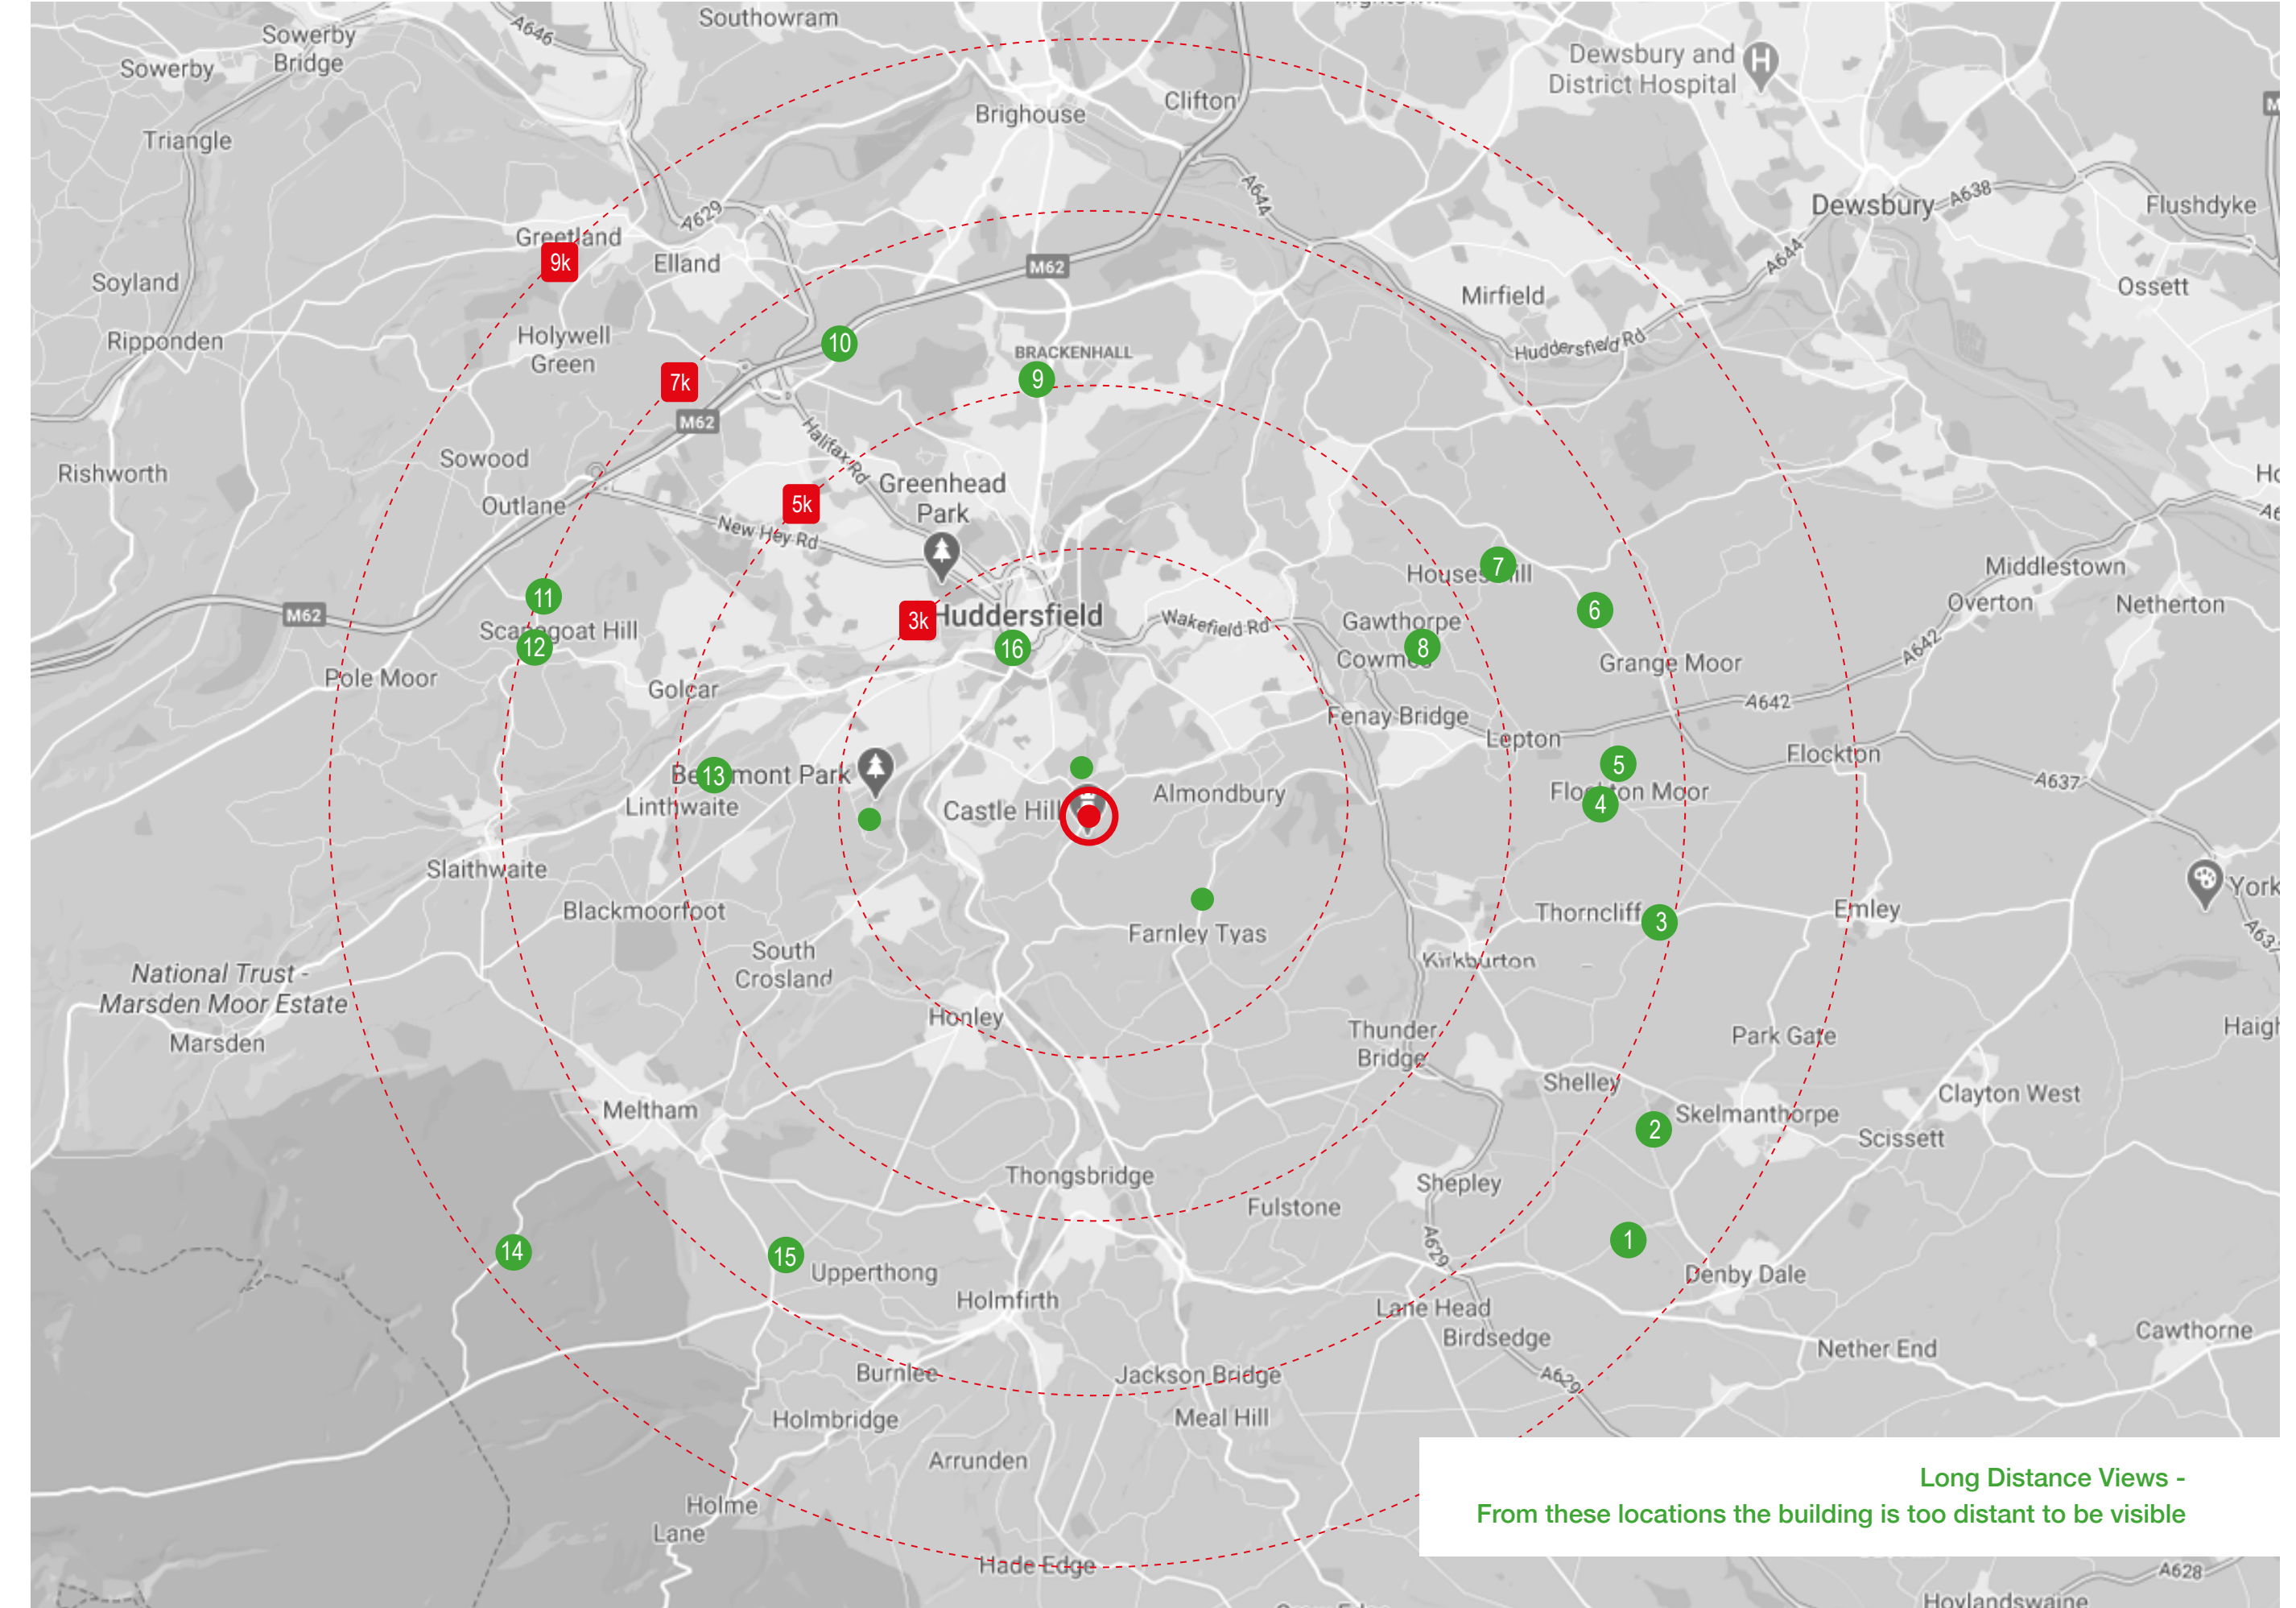 Southowram
Sowerby
Bridge
A646
Sowerby
Dewsbury and
District Hospital
H
Clifton
Brighouse
Triangle
A644
Dewsbury
A638
Flushdyke
A629
Greetland
9k
Elland
M62
A644
Soyland
Ossett
Mirfield
Ripponden
Holywell
Green
10
BRACKENHALL
Huddersfield Rd
7k
9
M62
Halifax Rd
Sowood
Rishworth
Greenhead
Park
5k
Outlane
New Hey Rd
7
Middlestown
11
6
Overton
Netherton
M62
3k
Huddersfield
Wakefield Rd
Gawthorpe
Scapegoat Hill
12
16
8
A642
Grange Moor
Pole Moor
Golcar
A642
Fenay Bridge
Lepton
Flockton
5
13
A637
Linthwaite
Castle Hill
Almondbury
Flockton Moor
4
Slaithwaite
Blackmoorfoot
Thorncliff
3
Emley
Farnley Tyas
A637
South
Crosland
Kirkburton
National Trust -
Marsden Moor Estate
Marsden
Honley
Thunder
Bridge
Park Gate
Shelley
Clayton West
Meltham
Skelmanthorpe
2
Scissett
Thongsbridge
Shepley
Fulstone
1
A629
14
15
Upperthong
Denby Dale
Holmfirth
Lane Head
Birdsedge
Cawthorne
Nether End
Burnlee
Jackson Bridge
A629
Holmbridge
Meal Hill
Arrunden
Long Distance Views -
Holme
From these locations the building is too distant to be visible
Lane
Hade Edge
A628
Hoylandswaine